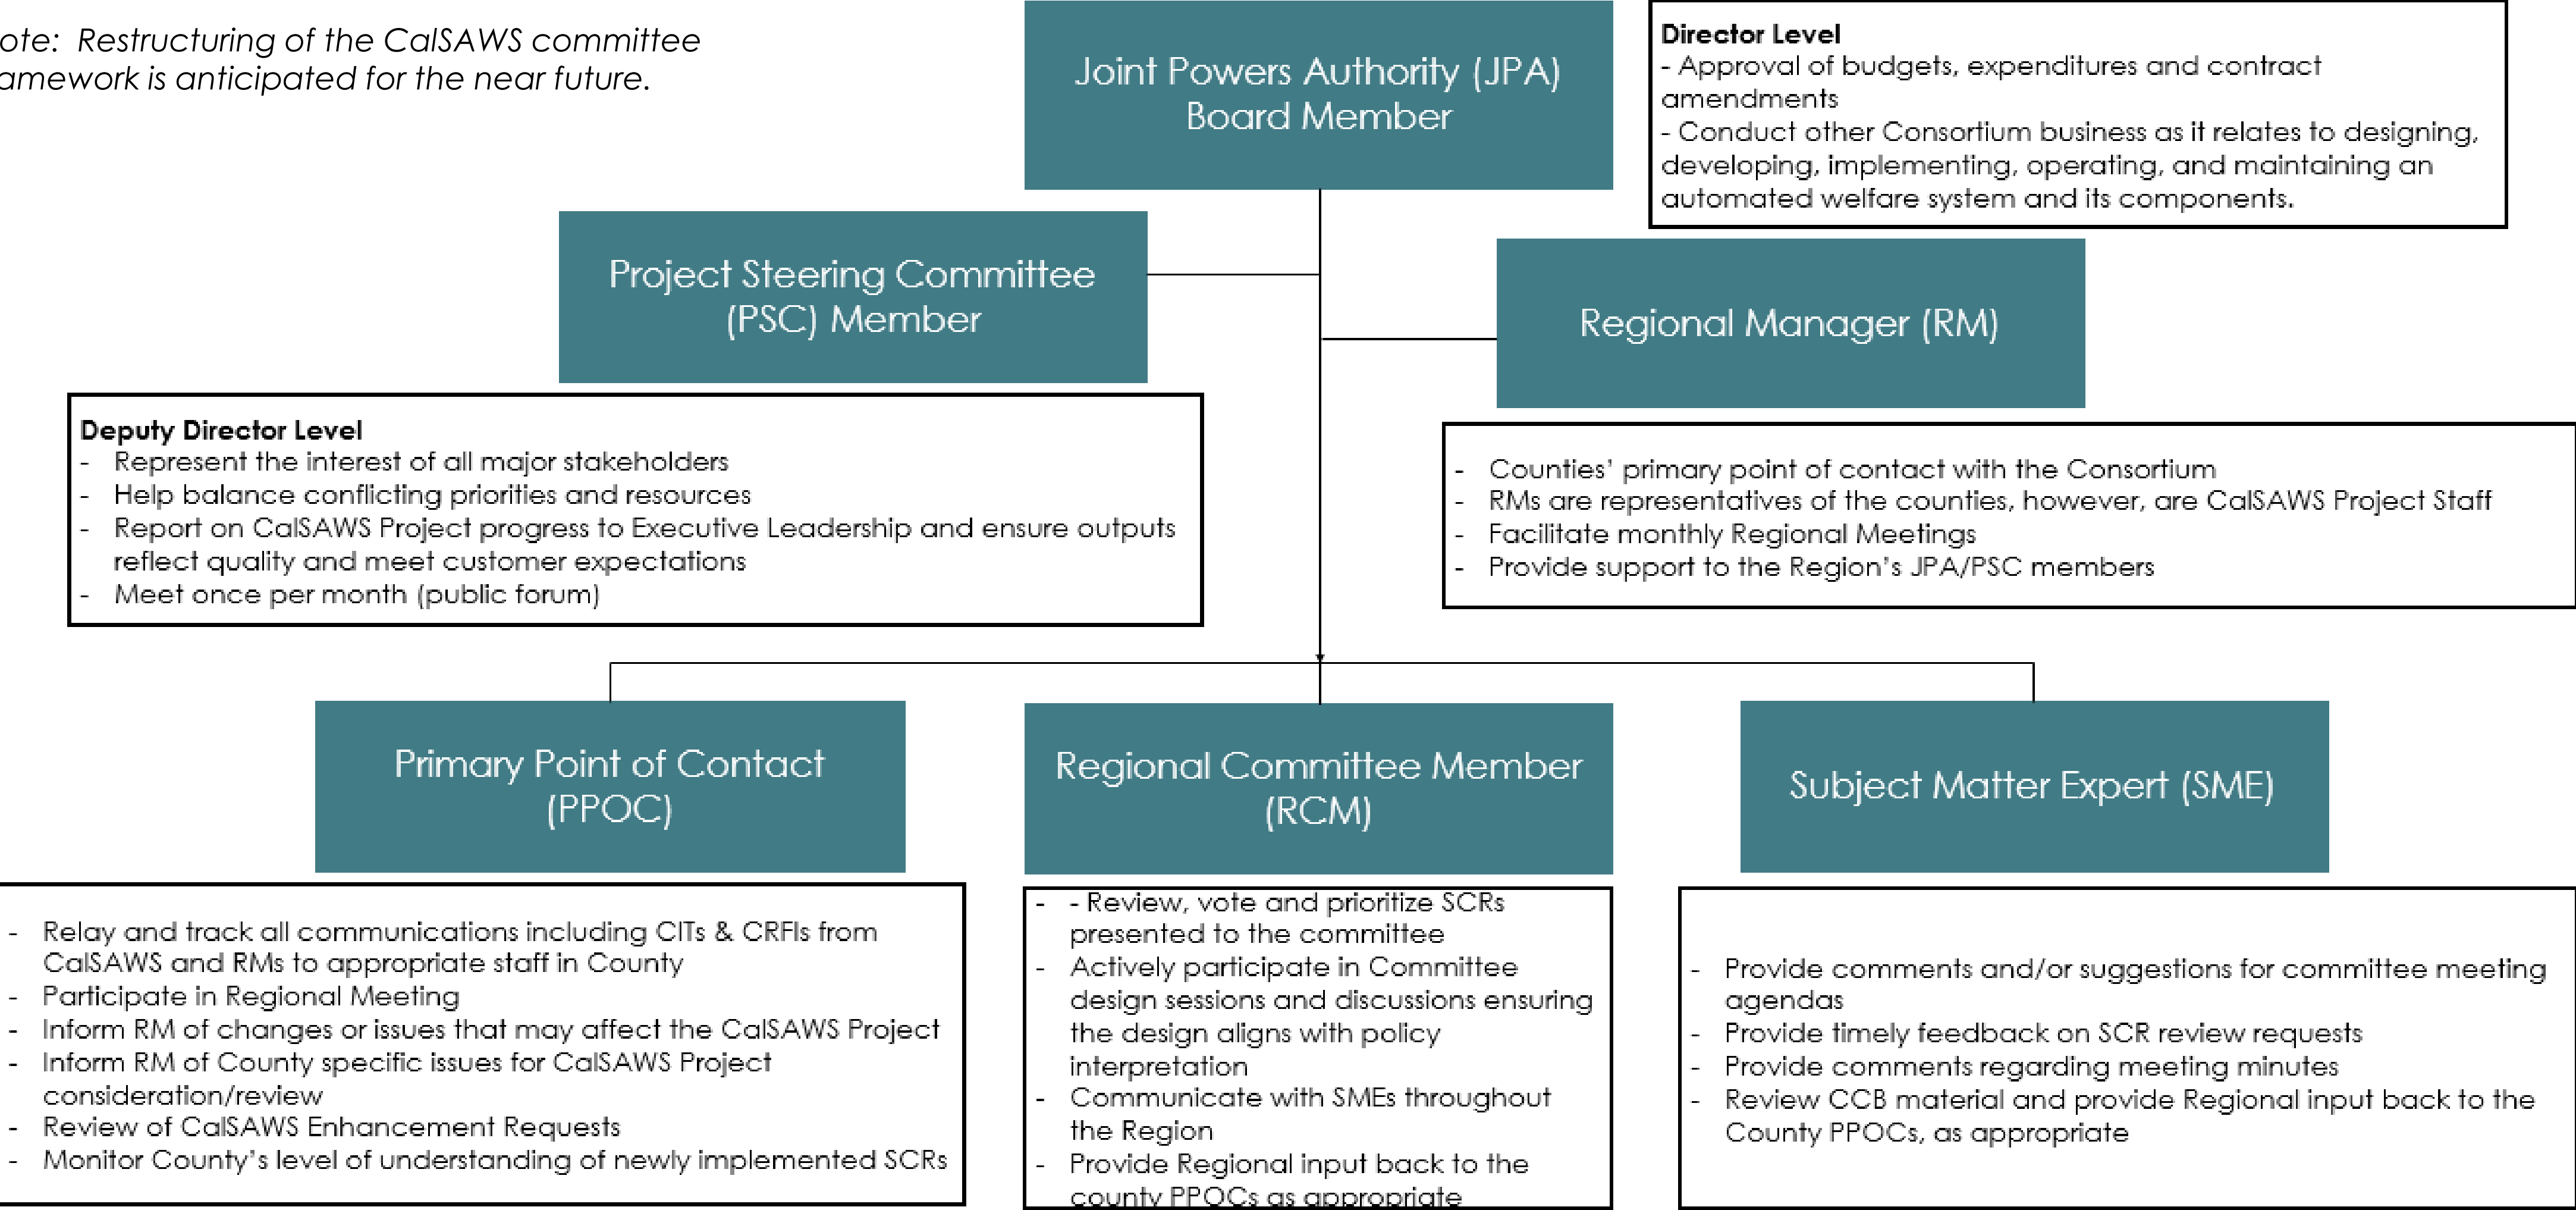 ote: Restructuring of the CalSAWS committee
amework is anticipated for the near future.
Joint Powers Authority (JPA)
Board Member
Director Level
- Approval of budgets, expenditures and contract
amendments
- Conduct other Consortium business as it relates to designing,
developing, implementing, operating, and maintaining an
automated welfare system and its components.
Project Steering Committee
(PSC) Member
Regional Manager (RM)
Deputy Director Level
- Represent the interest of all major stakeholders
- Help balance conflicting priorities and resources
- Report on CalSAWS Project progress to Executive Leadership and ensure outputs
reflect quality and meet customer expectations
- Meet once per month (public forum)
- Counties' primary point of contact with the Consortium
- RMs are representatives of the counties, however, are CalSAWS Project Staff
- Facilitate monthly Regional Meetings
- Provide support to the Region's JPA/PSC members
Primary Point of Contact
(PPOC)
Regional Committee Member
(RCM)
Subject Matter Expert (SME)
- Relay and track all communications including CITs & CRFIs from
CalSAWS and RMs to appropriate staff in County
- Participate in Regional Meeting
- Inform RM of changes or issues that may affect the CalSAWS Project
- Inform RM of County specific issues for CalSAWS Project
consideration/review
- Review of CalSAWS Enhancement Requests
- Monitor County's level of understanding of newly implemented SCRs
- - Review, vote and prioritize SCRs
presented to the committee
- Actively participate in Committee
design sessions and discussions ensuring
the design aligns with policy
interpretation
- Communicate with SMEs throughout
the Region
- Provide Regional input back to the
county PPOCs as appropriate
- Provide comments and/or suggestions for committee meeting
agendas
- Provide timely feedback on SCR review requests
- Provide comments regarding meeting minutes
- Review CCB material and provide Regional input back to the
County PPOCs, as appropriate